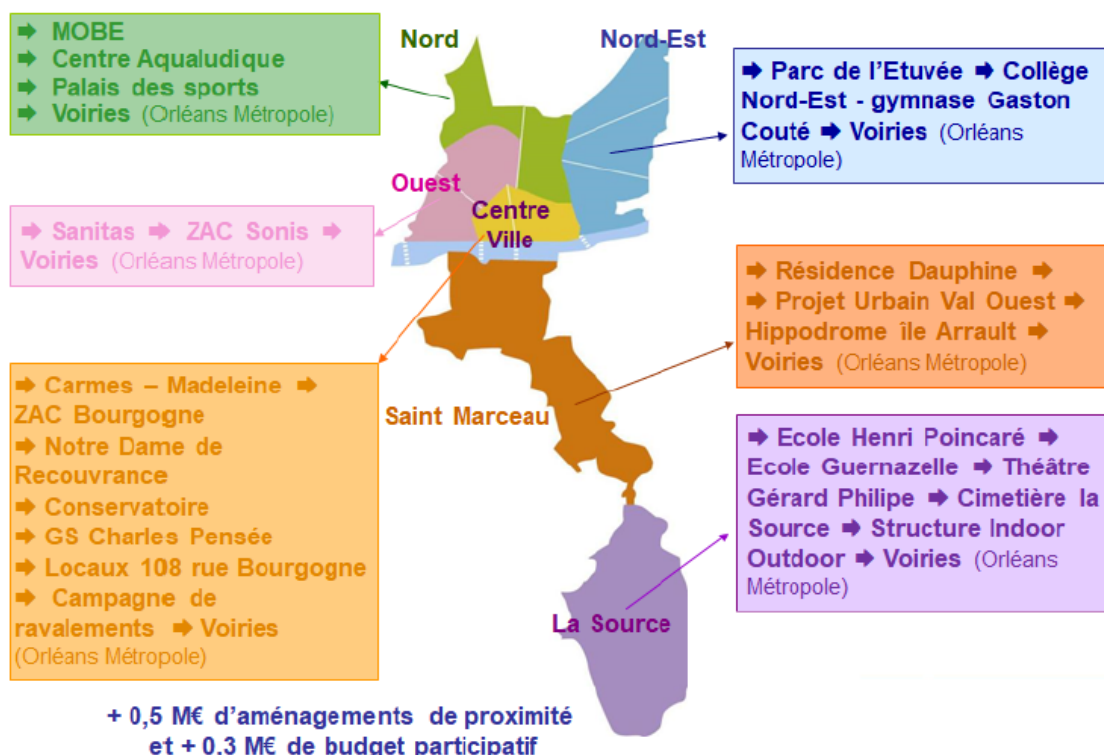 ➡ MOBE
➡ Centre Aqualudique
➡ Palais des sports
➡ Voiries (Orléans Métropole)
Nord
Nord-Est
➡ Parc de l'Etuvée ➡ Collège
Nord-Est - gymnase Gaston
Couté ➡ Voiries (Orléans
Métropole)
Ouest
➡ Sanitas ➡ ZAC Sonis ➡
Voiries (Orléans Métropole)
Centre
Ville
➡ Résidence Dauphine ➡
➡ Projet Urbain Val Ouest ➡
Hippodrome île Arrault ➡
Voiries (Orléans Métropole)
➡ Carmes – Madeleine ➡
ZAC Bourgogne
➡ Notre Dame de
Recouvrance
➡ Conservatoire
➡ GS Charles Pensée
➡ Locaux 108 rue Bourgogne
➡ Campagne de
ravalements ➡ Voiries
(Orléans Métropole)
Saint Marceau
➡ Ecole Henri Poincaré ➡
Ecole Guernazelle ➡ Théâtre
Gérard Philipe ➡ Cimetière la
Source ➡ Structure Indoor
Outdoor ➡ Voiries (Orléans
Métropole)
La Source
+ 0,5 M€ d'aménagements de proximité
et + 0,3 M€ de budget participatif